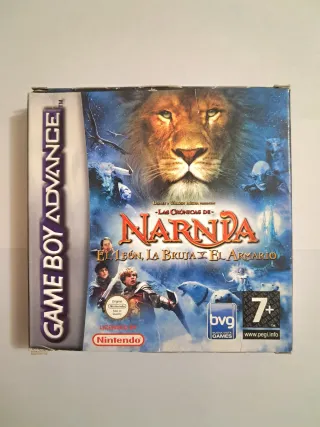 GAME BOY ADVANCE
LAS CRÓNICAS DE
NARNIA
EL LEÓN, LA BRUJA Y EL ARMARIO
Nintendo
bvg
GAMES
7+
www.pegi.info